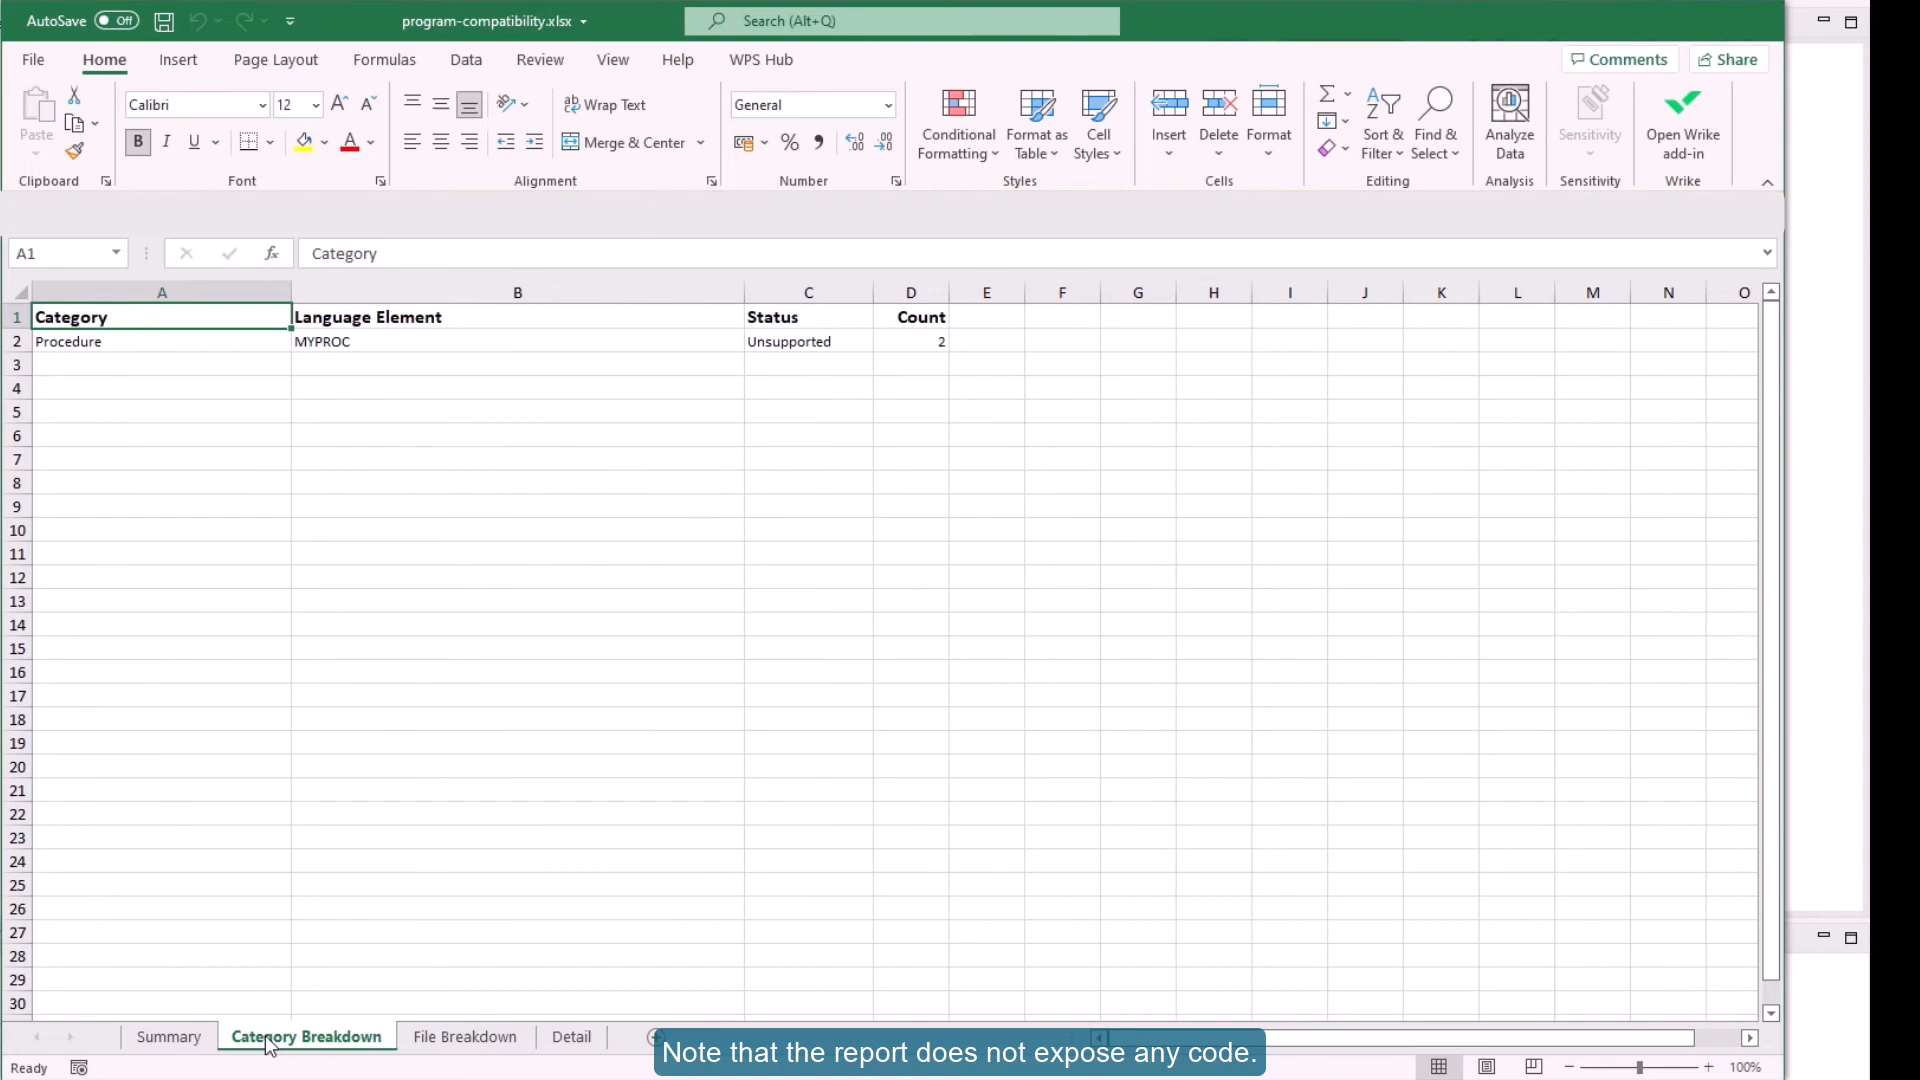 AutoSave Off program-compatibility.xlsx Search (Alt+Q)
File Home Insert Page Layout Formulas Data Review View Help WPS Hub Comments Share
Paste
Clipboard
Calibri 12
B I U A
Font
Wrap Text
Merge & Center
Alignment
General
%
Number
Conditional Formatting
Format as Table
Cell Styles
Styles
Insert Delete Format
Cells
Sort & Filter
Find & Select
Editing
Analyze Data
Analysis
Sensitivity
Sensitivity
Open Wrike add-in
Wrike
A1 fx Category
A B C D E F G H I J K L M N O
1 Category Language Element Status Count
2 Procedure MYPROC Unsupported 2
3
4
5
6
7
8
9
10
11
12
13
14
15
16
17
18
19
20
21
22
23
24
25
26
27
28
29
30
Summary Category Breakdown File Breakdown Detail
Note that the report does not expose any code.
Ready 100%